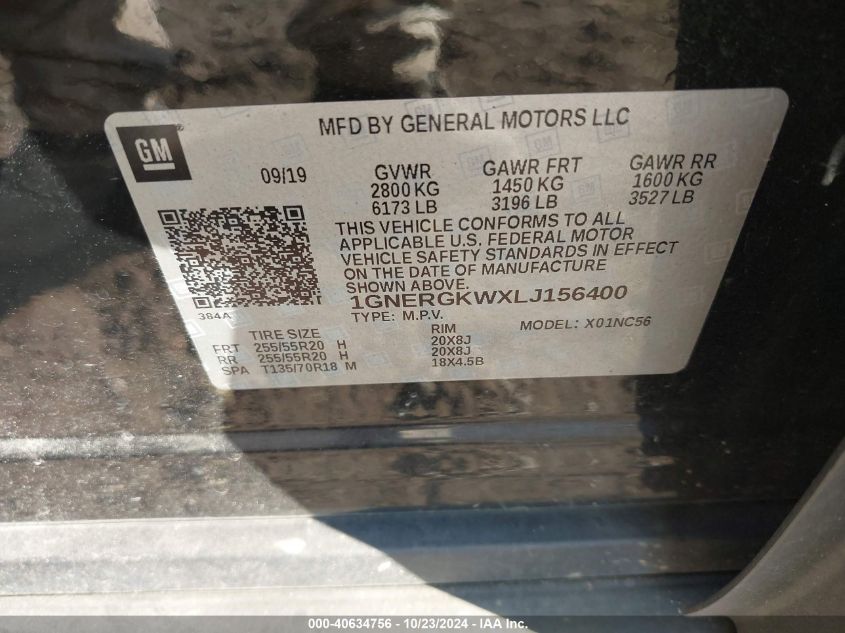 MFD BY GENERAL MOTORS LLC
GM
09/19 GVWR GAWR FRT GAWR RR
2800 KG 1450 KG 1600 KG
6173 LB 3196 LB 3527 LB
THIS VEHICLE CONFORMS TO ALL
APPLICABLE U.S. FEDERAL MOTOR
VEHICLE SAFETY STANDARDS IN EFFECT
ON THE DATE OF MANUFACTURE
SHOWN ABOVE.
1GNERGKWXLJ156400
384A
TYPE: M.P.V. MODEL: X01NC56
TIRE SIZE RIM
FRT 255/55R20 H 20X8J
RR 255/55R20 H 20X8J
SPA T135/70R18 M 18X4.5B
000-40634756 | 10/23/2024 - IAA Inc.